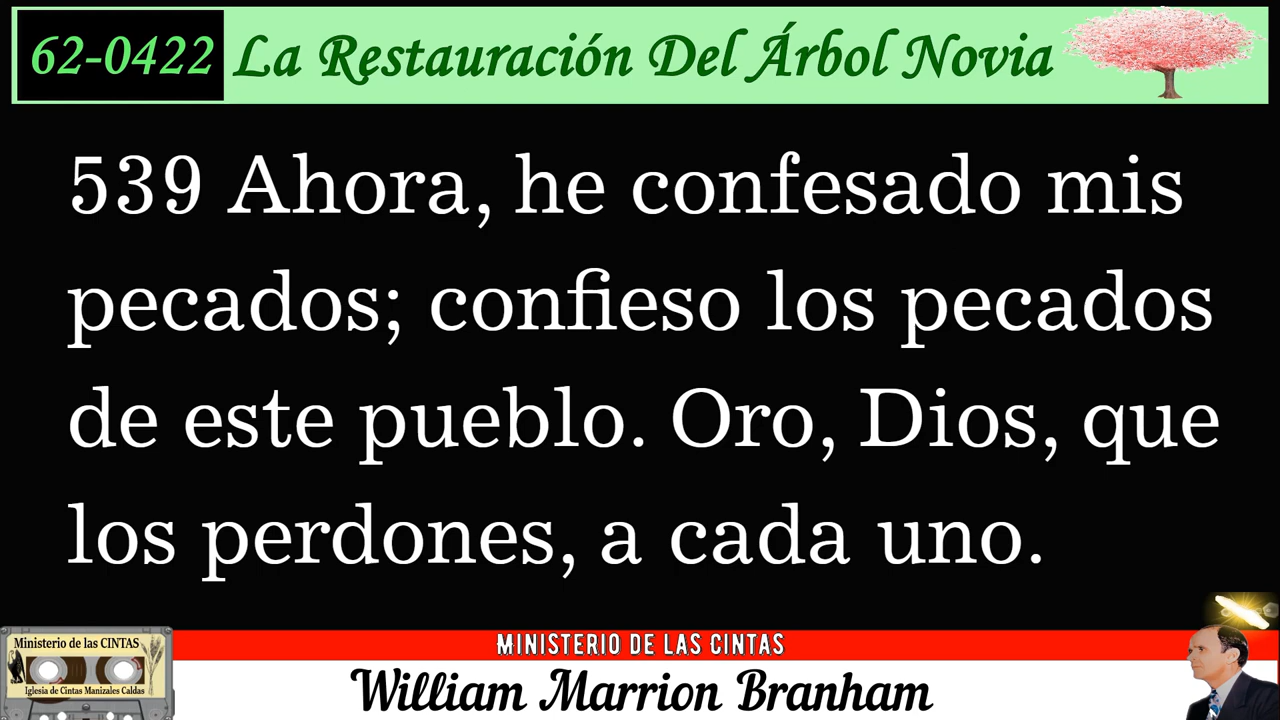 62-0422 La Restauración Del Árbol Novia
539 Ahora, he confesado mis
pecados; confieso los pecados
de este pueblo. Oro, Dios, que
los perdones, a cada uno.
MINISTERIO DE LAS CINTAS
Ministerio de las CINTAS
Iglesia de Cintas Manizales Caldas
William Marrion Branham